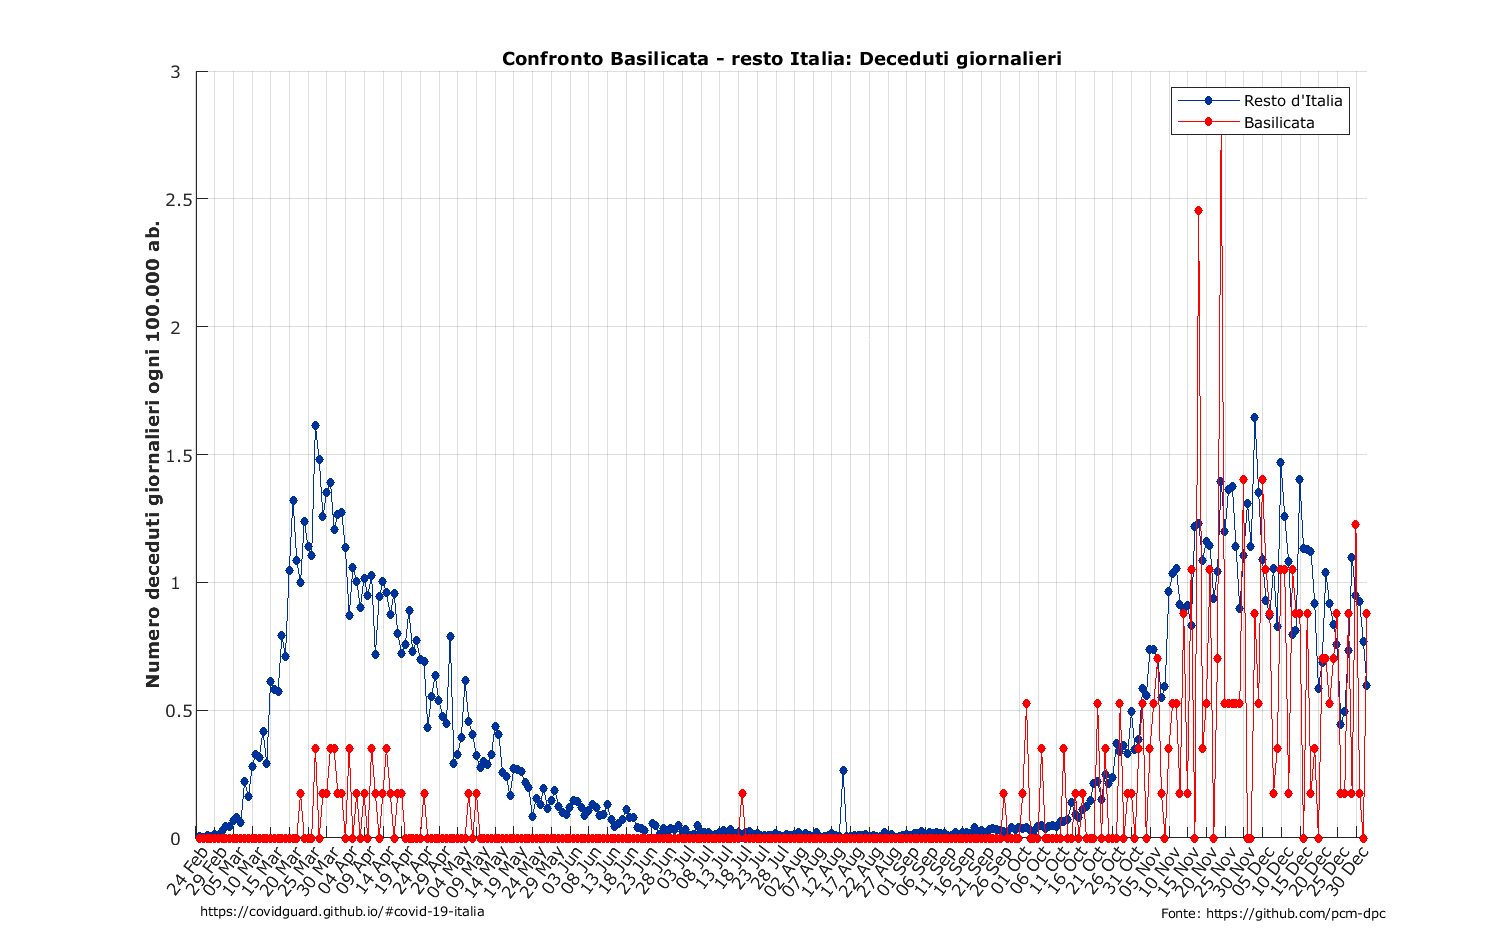 Confronto Basilicata - resto Italia: Deceduti giornalieri
3
2.5
2
1.5
1
0.5
0
Numero deceduti giornalieri ogni 100.000 ab.
Resto d'Italia
Basilicata
24 Feb
29 Feb
05 Mar
10 Mar
15 Mar
20 Mar
25 Mar
30 Mar
04 Apr
09 Apr
14 Apr
19 Apr
24 Apr
29 Apr
04 May
09 May
14 May
19 May
24 May
29 May
03 Jun
08 Jun
13 Jun
18 Jun
23 Jun
28 Jun
03 Jul
08 Jul
13 Jul
18 Jul
23 Jul
28 Jul
02 Aug
07 Aug
12 Aug
17 Aug
22 Aug
27 Aug
01 Sep
06 Sep
11 Sep
16 Sep
21 Sep
26 Sep
01 Oct
06 Oct
11 Oct
16 Oct
21 Oct
26 Oct
31 Oct
05 Nov
10 Nov
15 Nov
20 Nov
25 Nov
30 Nov
05 Dec
10 Dec
15 Dec
20 Dec
25 Dec
30 Dec
https://covidguard.github.io/#covid-19-italia
Fonte: https://github.com/pcm-dpc